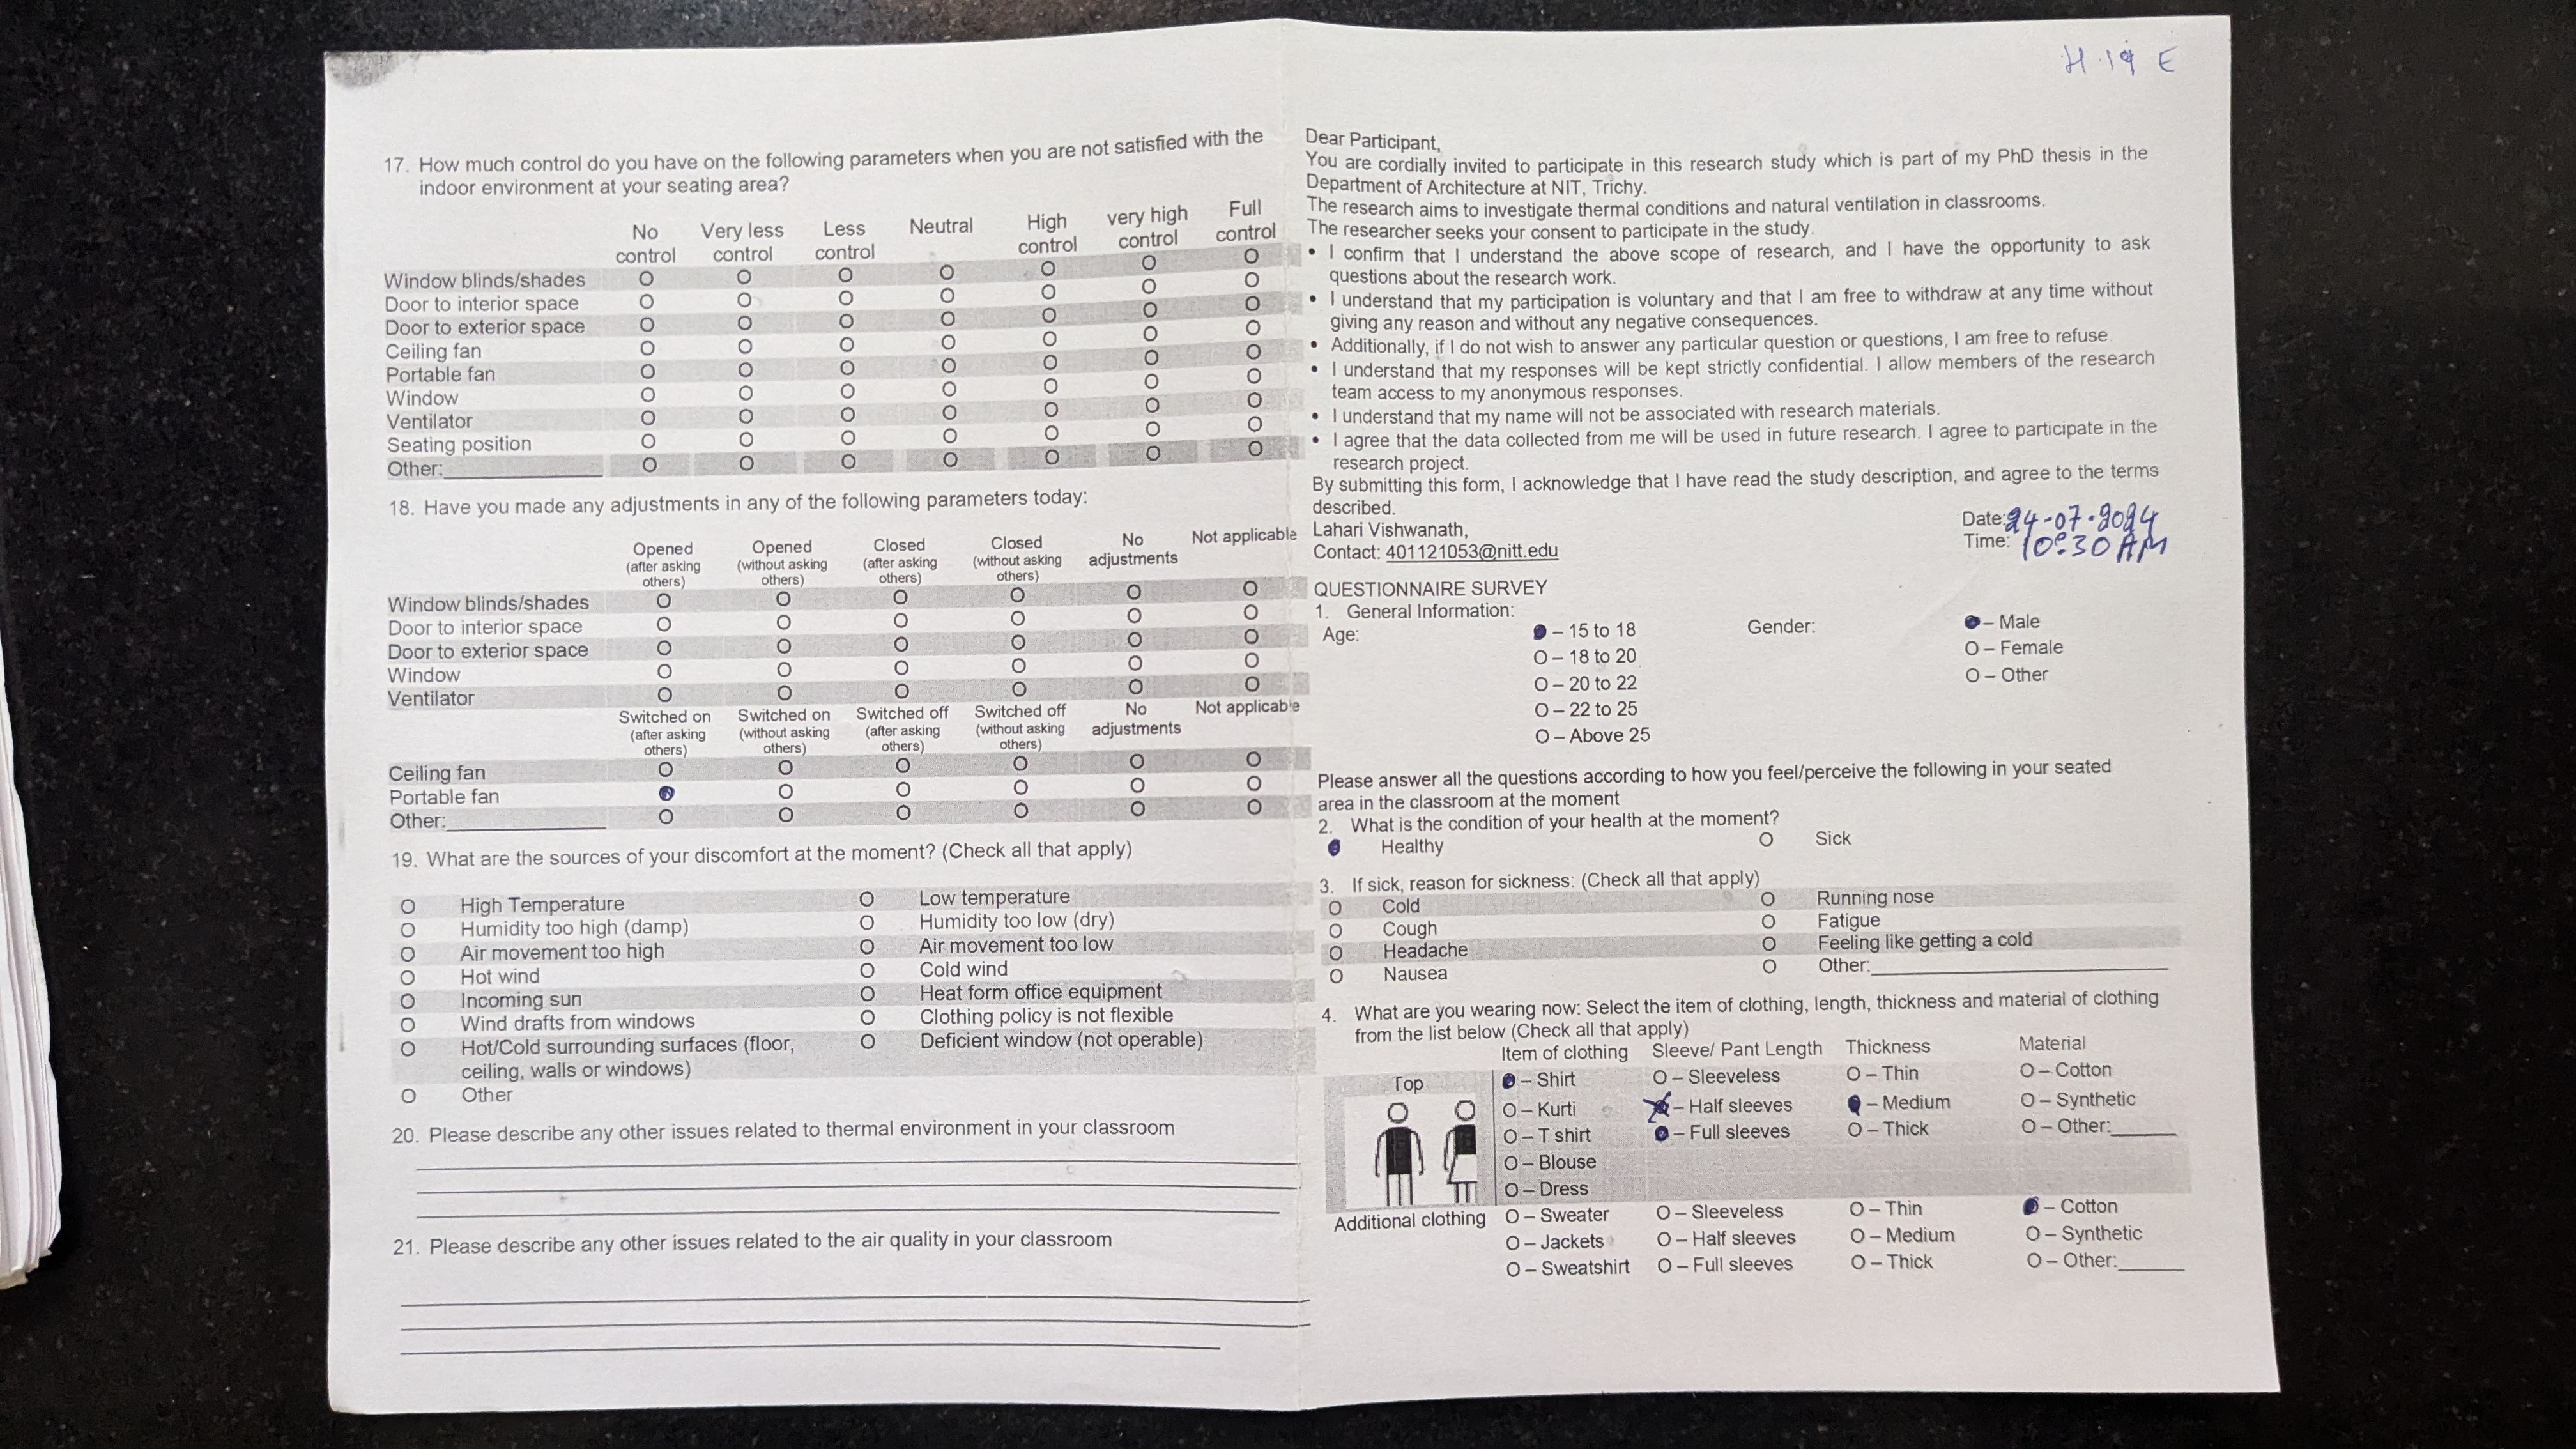 17. How much control do you have on the following parameters when you are not satisfied with the
indoor environment at your seating area?
No control Very less control Less control Neutral High control very high control Full control
Window blinds/shades O O O O O O O
Door to interior space O O O O O O O
Door to exterior space O O O O O O O
Ceiling fan O O O O O O O
Portable fan O O O O O O O
Window O O O O O O O
Ventilator O O O O O O O
Seating position O O O O O O O
Other:__________ O O O O O O O
18. Have you made any adjustments in any of the following parameters today:
Opened (after asking others) Opened (without asking others) Closed (after asking others) Closed (without asking others) No adjustments Not applicable
Window blinds/shades O O O O O O
Door to interior space O O O O O O
Door to exterior space O O O O O O
Window O O O O O O
Ventilator O O O O O O
Switched on (after asking others) Switched on (without asking others) Switched off (after asking others) Switched off (without asking others) No adjustments Not applicable
Ceiling fan O O O O O O
Portable fan ● O O O O O
Other:__________ O O O O O O
19. What are the sources of your discomfort at the moment? (Check all that apply)
O High Temperature O Low temperature
O Humidity too high (damp) O Humidity too low (dry)
O Air movement too high O Air movement too low
O Hot wind O Cold wind
O Incoming sun O Heat form office equipment
O Wind drafts from windows O Clothing policy is not flexible
O Hot/Cold surrounding surfaces (floor, O Deficient window (not operable)
ceiling, walls or windows)
O Other
20. Please describe any other issues related to thermal environment in your classroom
21. Please describe any other issues related to the air quality in your classroom
H 19 E
Dear Participant,
You are cordially invited to participate in this research study which is part of my PhD thesis in the
Department of Architecture at NIT, Trichy.
The research aims to investigate thermal conditions and natural ventilation in classrooms.
The researcher seeks your consent to participate in the study.
• I confirm that I understand the above scope of research, and I have the opportunity to ask
questions about the research work.
• I understand that my participation is voluntary and that I am free to withdraw at any time without
giving any reason and without any negative consequences.
• Additionally, if I do not wish to answer any particular question or questions, I am free to refuse.
• I understand that my responses will be kept strictly confidential. I allow members of the research
team access to my anonymous responses.
• I understand that my name will not be associated with research materials.
• I agree that the data collected from me will be used in future research. I agree to participate in the
research project.
By submitting this form, I acknowledge that I have read the study description, and agree to the terms
described.
Lahari Vishwanath,
Contact: 401121053@nitt.edu
Date: 24-07-2024
Time: 10:30 AM
QUESTIONNAIRE SURVEY
1. General Information:
Age: ● – 15 to 18 Gender: ● – Male
O – 18 to 20 O – Female
O – 20 to 22 O – Other
O – 22 to 25
O – Above 25
Please answer all the questions according to how you feel/perceive the following in your seated
area in the classroom at the moment
2. What is the condition of your health at the moment?
● Healthy O Sick
3. If sick, reason for sickness: (Check all that apply)
O Cold O Running nose
O Cough O Fatigue
O Headache O Feeling like getting a cold
O Nausea O Other:__________
4. What are you wearing now: Select the item of clothing, length, thickness and material of clothing
from the list below (Check all that apply)
Item of clothing Sleeve/ Pant Length Thickness Material
Top ● – Shirt O – Sleeveless O – Thin O – Cotton
O – Kurti – Half sleeves ● – Medium O – Synthetic
O – T shirt ● – Full sleeves O – Thick O – Other:______
O – Blouse
O – Dress
Additional clothing O – Sweater O – Sleeveless O – Thin ● – Cotton
O – Jackets O – Half sleeves O – Medium O – Synthetic
O – Sweatshirt O – Full sleeves O – Thick O – Other:______